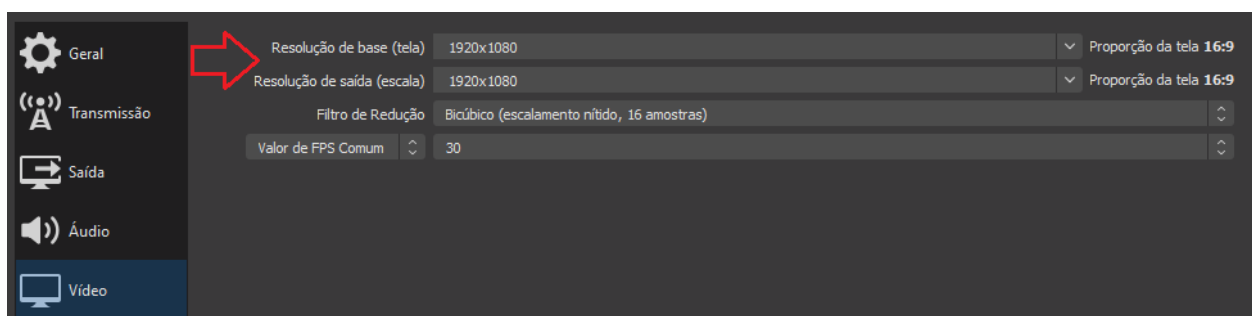 Geral
Transmissão
Saída
Áudio
Vídeo
Resolução de base (tela) 1920x1080 Proporção da tela 16:9
Resolução de saída (escala) 1920x1080 Proporção da tela 16:9
Filtro de Redução Bicúbico (escalamento nítido, 16 amostras)
Valor de FPS Comum 30